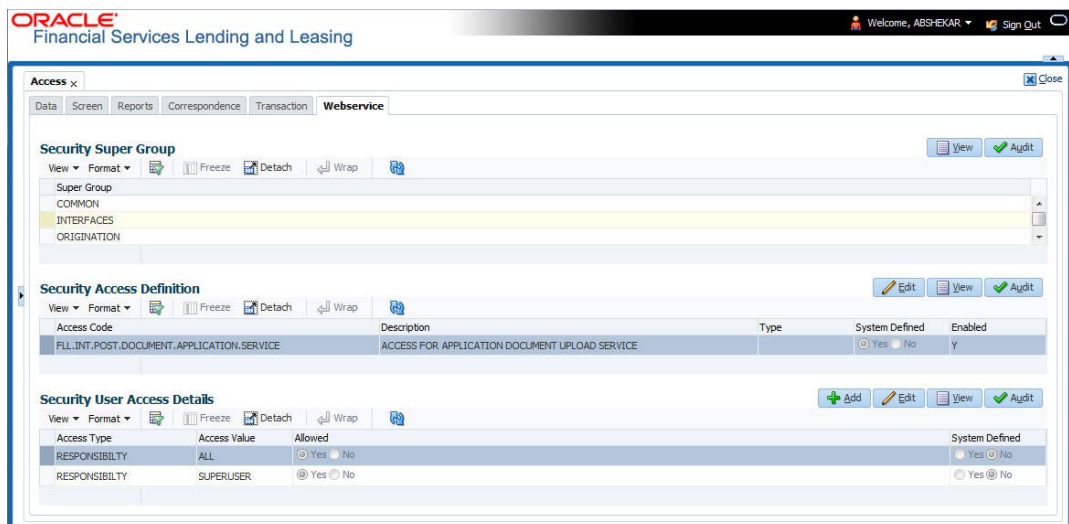 ORACLE
Financial Services Lending and Leasing
Welcome, ABSHEKAR Sign Out
Access x Close
Data Screen Reports Correspondence Transaction Webservice
Security Super Group View Audit
View Format Freeze Detach Wrap
Super Group
COMMON
INTERFACES
ORIGINATION
Security Access Definition Edit View Audit
View Format Freeze Detach Wrap
Access Code Description Type System Defined Enabled
FLL.INT.POST.DOCUMENT.APPLICATION.SERVICE ACCESS FOR APPLICATION DOCUMENT UPLOAD SERVICE Yes No Y
Security User Access Details Add Edit View Audit
View Format Freeze Detach Wrap
Access Type Access Value Allowed System Defined
RESPONSIBILTY ALL Yes No Yes No
RESPONSIBILTY SUPERUSER Yes No Yes No